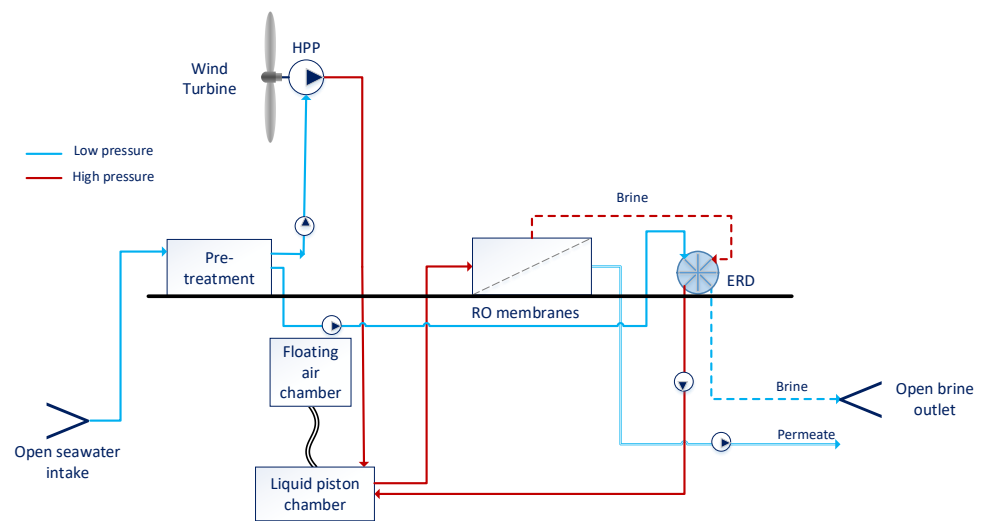 HPP
Wind
Turbine
Low pressure
High pressure
Brine
Pre-
treatment
ERD
RO membranes
Floating
air
chamber
Brine
Open brine
outlet
Permeate
Open seawater
intake
Liquid piston
chamber